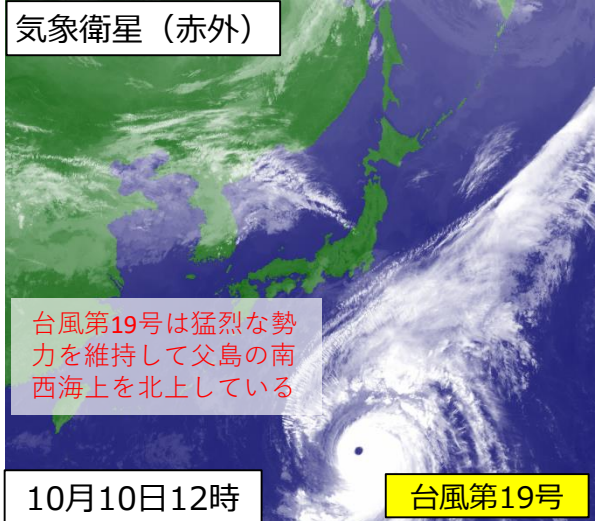 気象衛星（赤外）
台風第19号は猛烈な勢
力を維持して父島の南
西海上を北上している
10月10日12時
台風第19号